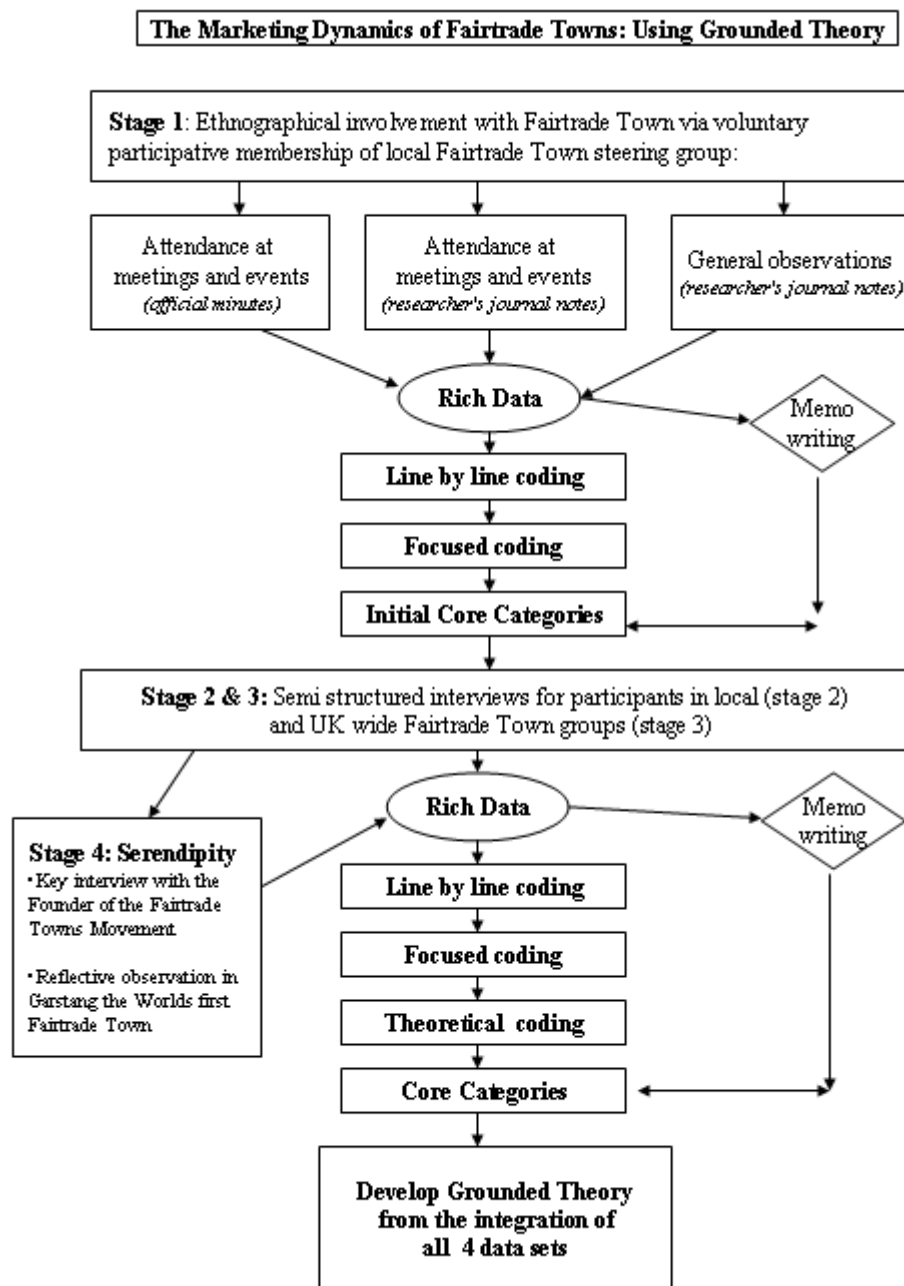 The Marketing Dynamics of Fairtrade Towns: Using Grounded Theory
Stage 1: Ethnographical involvement with Fairtrade Town via voluntary
participative membership of local Fairtrade Town steering group:
Attendance at
meetings and events
(official minutes)
Attendance at
meetings and events
(researcher's journal notes)
General observations
(researcher's journal notes)
Rich Data
Memo
writing
Line by line coding
Focused coding
Initial Core Categories
Stage 2 & 3: Semi structured interviews for participants in local (stage 2)
and UK wide Fairtrade Town groups (stage 3)
Rich Data
Memo
writing
Stage 4: Serendipity
•Key interview with the
Founder of the Fairtrade
Towns Movement
•Reflective observation in
Garstang the Worlds first
Fairtrade Town
Line by line coding
Focused coding
Theoretical coding
Core Categories
Develop Grounded Theory
from the integration of
all 4 data sets